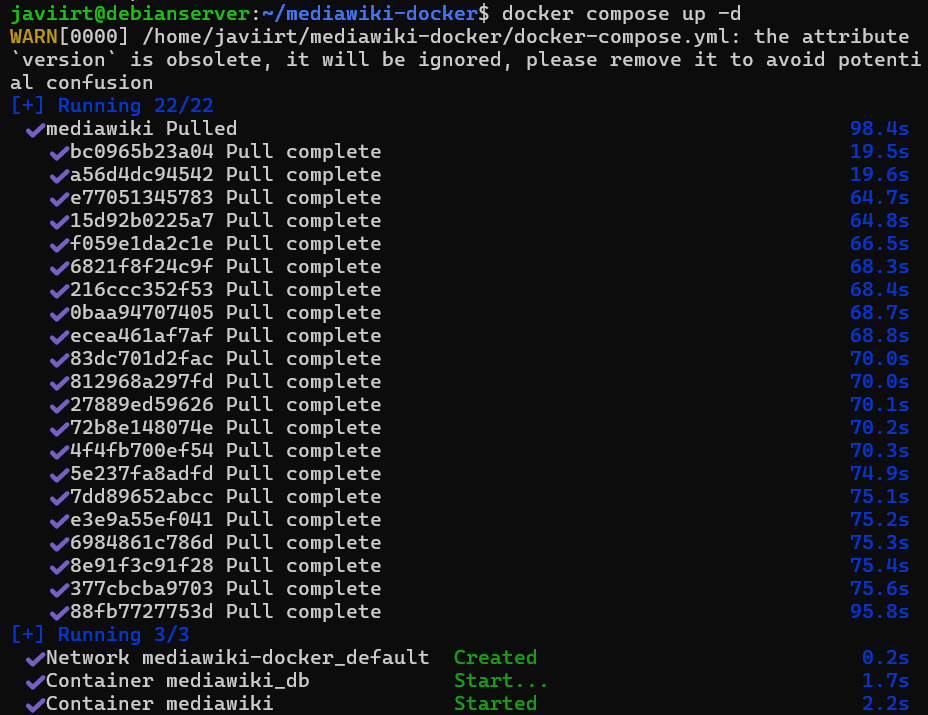 javiirt@debianserver:~/mediawiki-docker$ docker compose up -d
WARN[0000] /home/javiirt/mediawiki-docker/docker-compose.yml: the attribute
`version` is obsolete, it will be ignored, please remove it to avoid potenti
al confusion
[+] Running 22/22
✔mediawiki Pulled 98.4s
✔bc0965b23a04 Pull complete 19.5s
✔a56d4dc94542 Pull complete 19.6s
✔e77051345783 Pull complete 64.7s
✔15d92b0225a7 Pull complete 64.8s
✔f059e1da2c1e Pull complete 66.5s
✔6821f8f24c9f Pull complete 68.3s
✔216ccc352f53 Pull complete 68.4s
✔0baa94707405 Pull complete 68.7s
✔ecea461af7af Pull complete 68.8s
✔83dc701d2fac Pull complete 70.0s
✔812968a297fd Pull complete 70.0s
✔27889ed59626 Pull complete 70.1s
✔72b8e148074e Pull complete 70.2s
✔4f4fb700ef54 Pull complete 70.3s
✔5e237fa8adfd Pull complete 74.9s
✔7dd89652abcc Pull complete 75.1s
✔e3e9a55ef041 Pull complete 75.2s
✔6984861c786d Pull complete 75.3s
✔8e91f3c91f28 Pull complete 75.4s
✔377cbcba9703 Pull complete 75.6s
✔88fb7727753d Pull complete 95.8s
[+] Running 3/3
✔Network mediawiki-docker_default Created 0.2s
✔Container mediawiki_db Start... 1.7s
✔Container mediawiki Started 2.2s